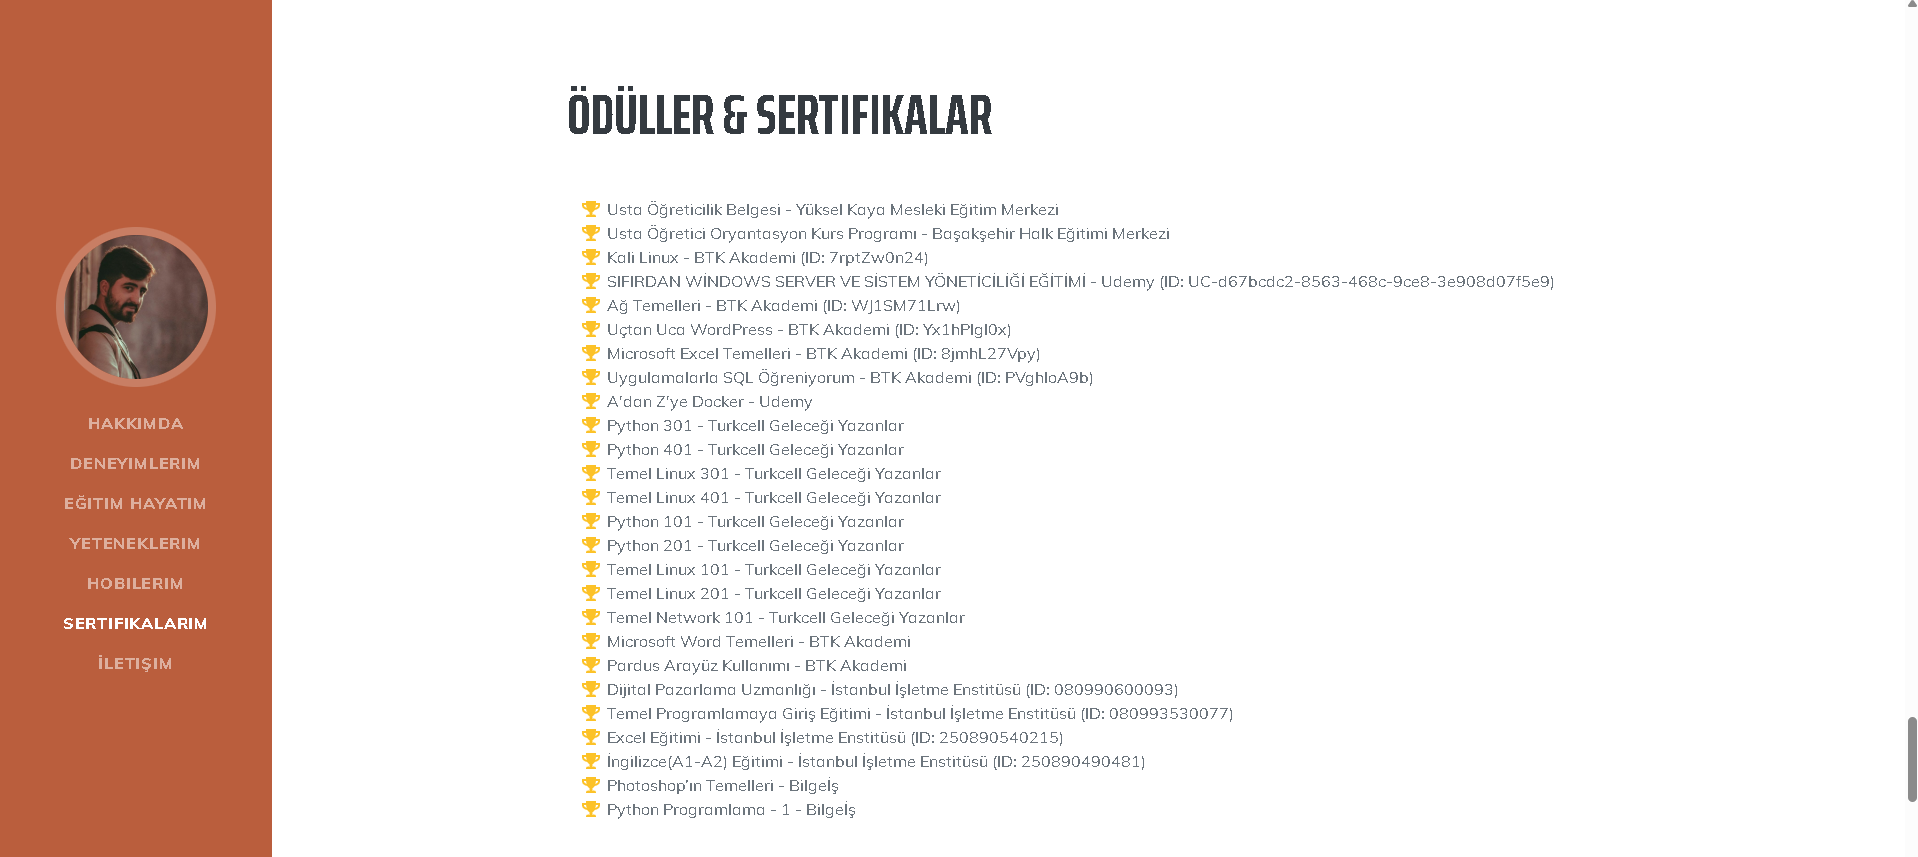 HAKKIMDA
DENEYIMLERIM
EĞITIM HAYATIM
YETENEKLERIM
HOBILERIM
SERTIFIKALARIM
İLETIŞIM
ÖDÜLLER & SERTIFIKALAR
Usta Öğreticilik Belgesi - Yüksel Kaya Mesleki Eğitim Merkezi
Usta Öğretici Oryantasyon Kurs Programı - Başakşehir Halk Eğitimi Merkezi
Kali Linux - BTK Akademi (ID: 7rptZw0n24)
SIFIRDAN WİNDOWS SERVER VE SİSTEM YÖNETİCİLİĞİ EĞİTİMİ - Udemy (ID: UC-d67bcdc2-8563-468c-9ce8-3e908d07f5e9)
Ağ Temelleri - BTK Akademi (ID: WJ1SM71Lrw)
Uçtan Uca WordPress - BTK Akademi (ID: Yx1hPlgl0x)
Microsoft Excel Temelleri - BTK Akademi (ID: 8jmhL27Vpy)
Uygulamalarla SQL Öğreniyorum - BTK Akademi (ID: PVghloA9b)
A'dan Z'ye Docker - Udemy
Python 301 - Turkcell Geleceği Yazanlar
Python 401 - Turkcell Geleceği Yazanlar
Temel Linux 301 - Turkcell Geleceği Yazanlar
Temel Linux 401 - Turkcell Geleceği Yazanlar
Python 101 - Turkcell Geleceği Yazanlar
Python 201 - Turkcell Geleceği Yazanlar
Temel Linux 101 - Turkcell Geleceği Yazanlar
Temel Linux 201 - Turkcell Geleceği Yazanlar
Temel Network 101 - Turkcell Geleceği Yazanlar
Microsoft Word Temelleri - BTK Akademi
Pardus Arayüz Kullanımı - BTK Akademi
Dijital Pazarlama Uzmanlığı - İstanbul İşletme Enstitüsü (ID: 080990600093)
Temel Programlamaya Giriş Eğitimi - İstanbul İşletme Enstitüsü (ID: 080993530077)
Excel Eğitimi - İstanbul İşletme Enstitüsü (ID: 250890540215)
İngilizce(A1-A2) Eğitimi - İstanbul İşletme Enstitüsü (ID: 250890490481)
Photoshop’ın Temelleri - Bilgeİş
Python Programlama - 1 - Bilgeİş